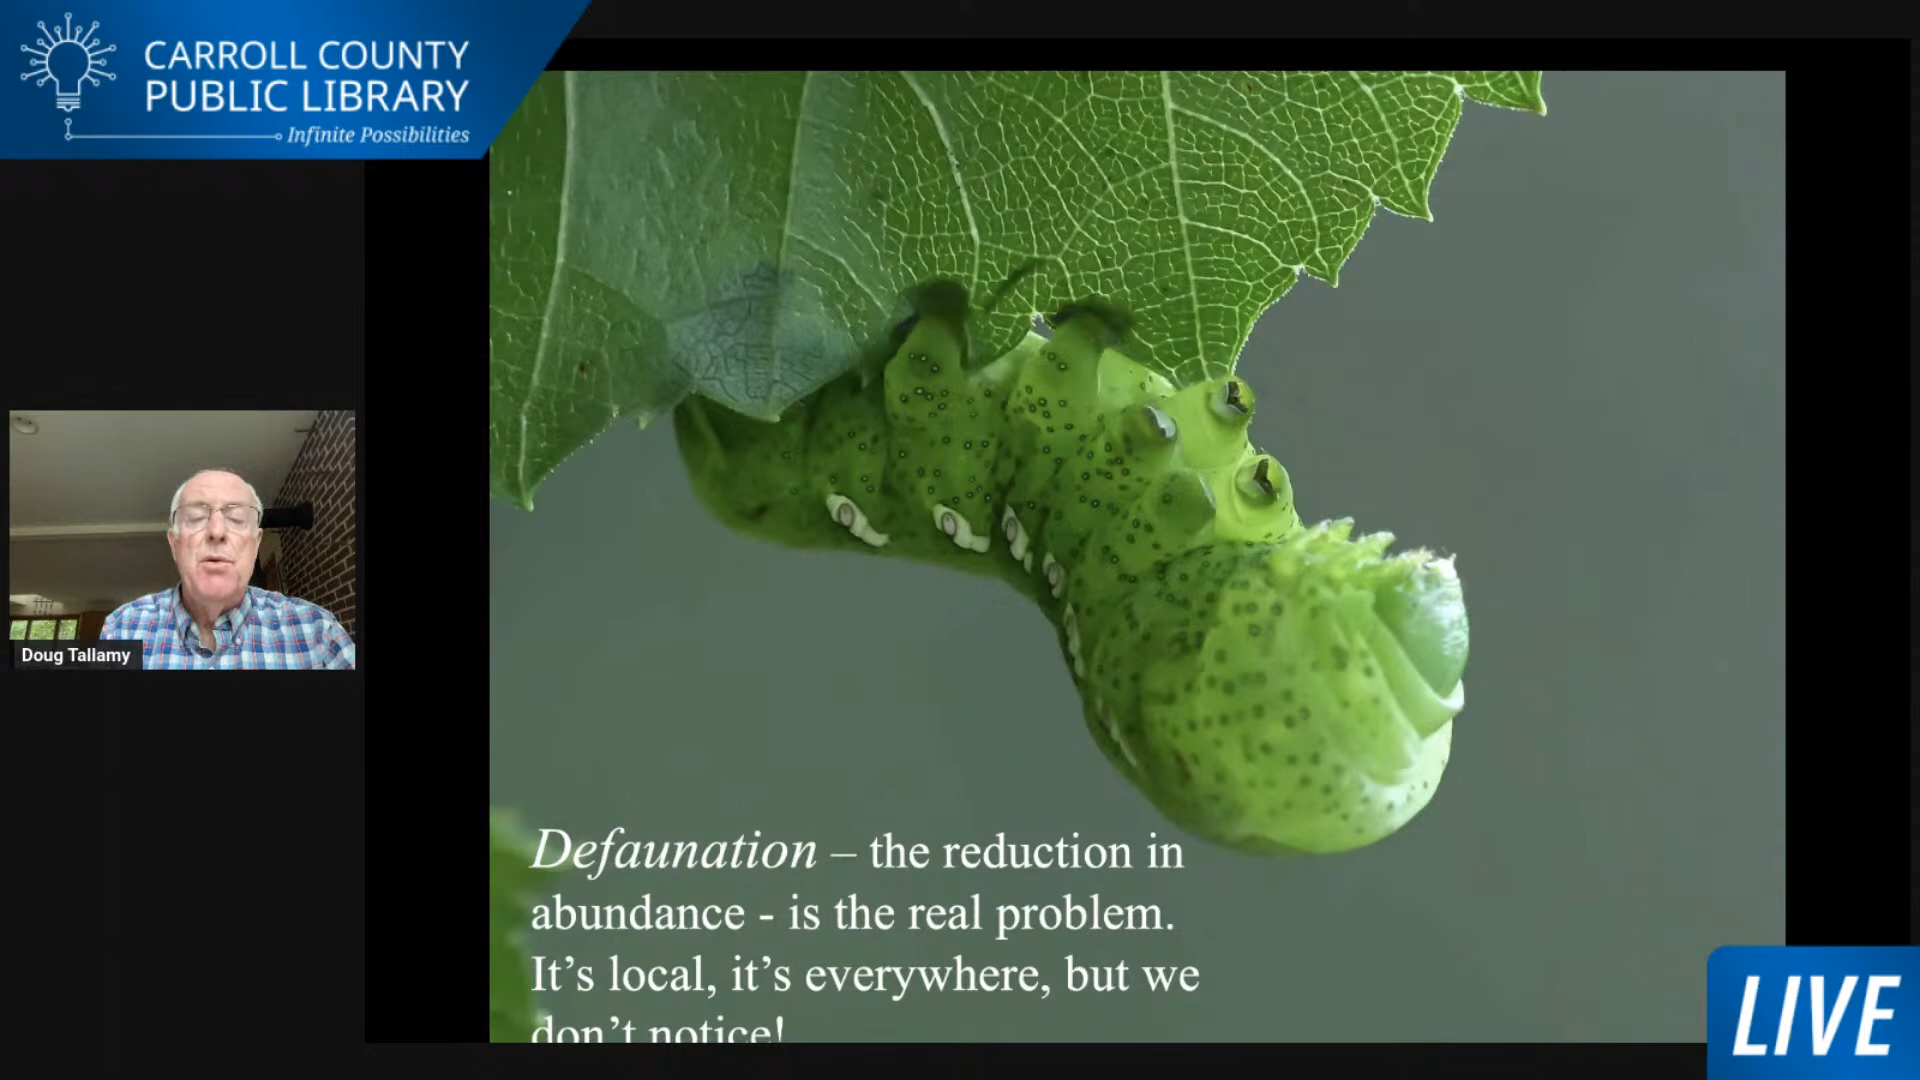 CARROLL COUNTY
PUBLIC LIBRARY
Infinite Possibilities
Doug Tallamy
Defaunation – the reduction in
abundance - is the real problem.
It’s local, it’s everywhere, but we
don’t notice!
LIVE